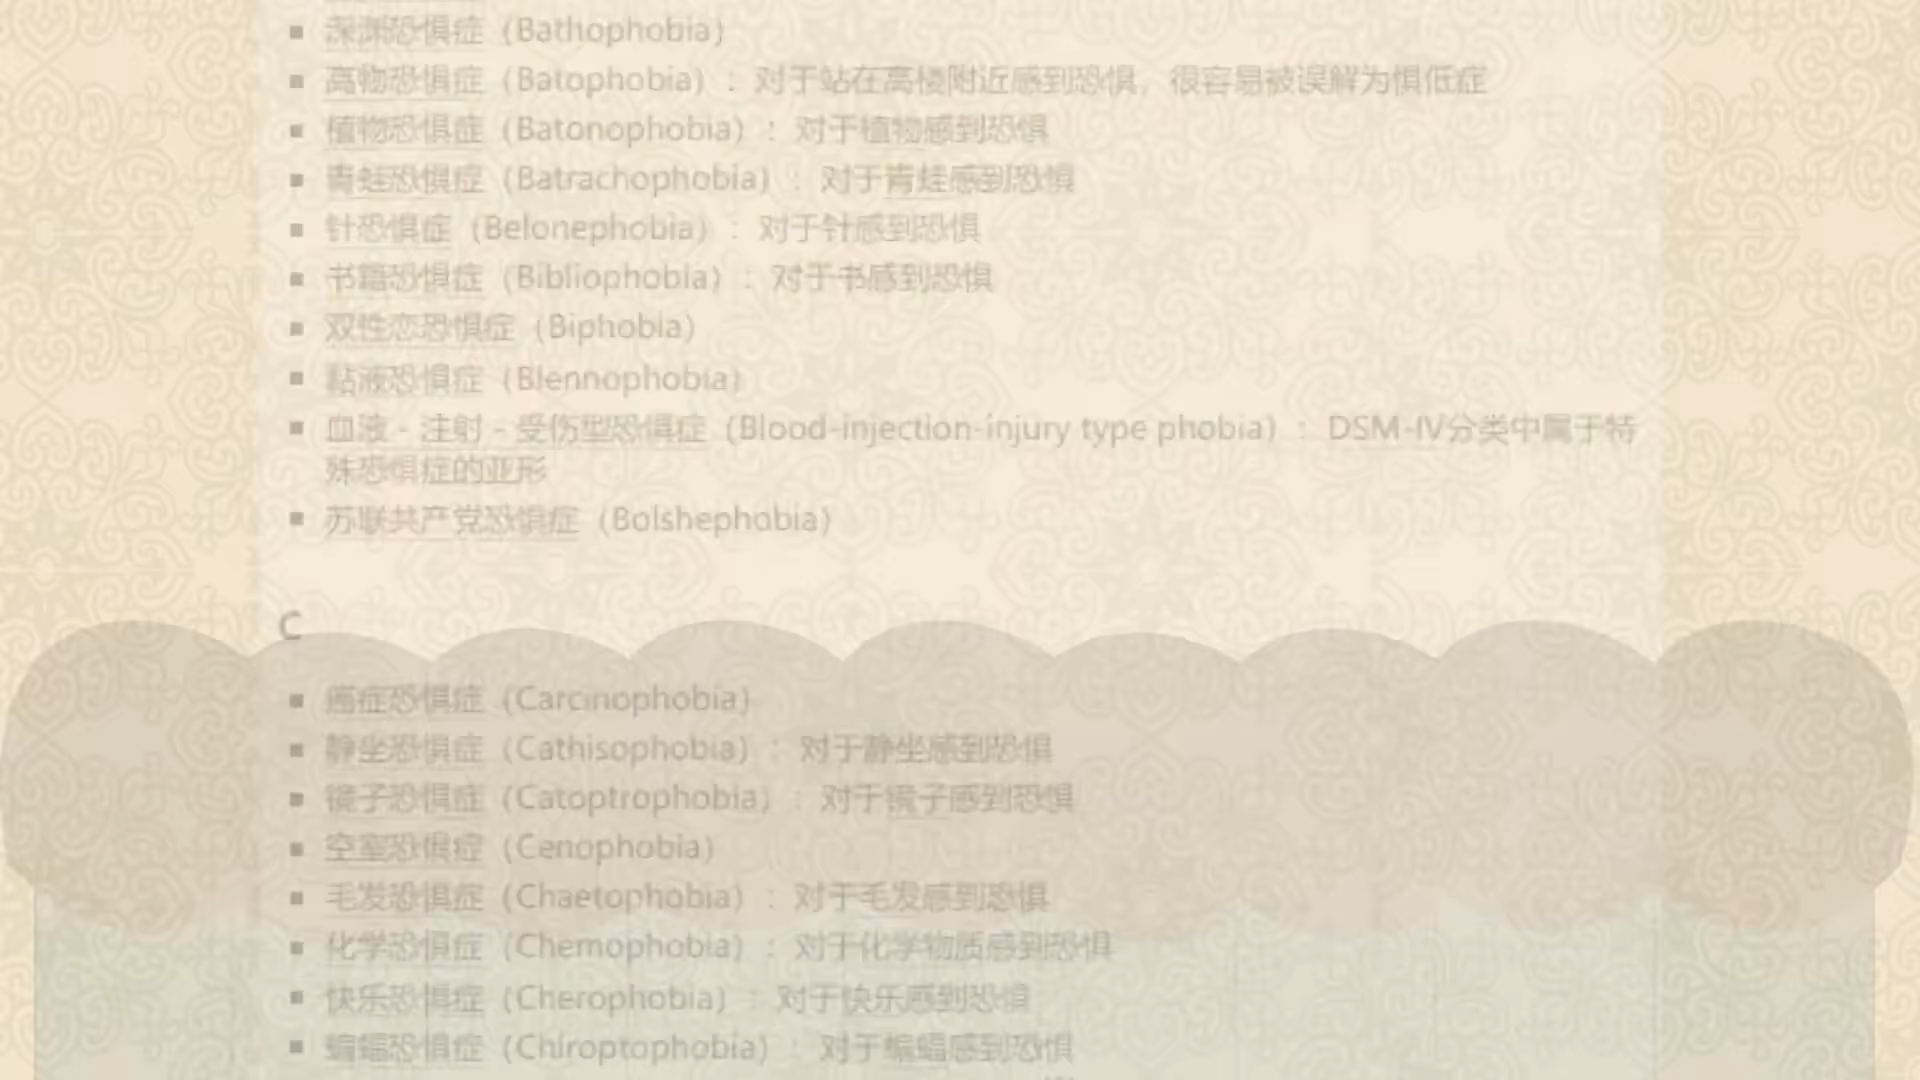 深渊恐惧症（Bathophobia）
高物恐惧症（Batophobia）：对于站在高楼附近感到恐惧，很容易被误解为惧低症
植物恐惧症（Batonophobia）：对于植物感到恐惧
青蛙恐惧症（Batrachophobia）：对于青蛙感到恐惧
针恐惧症（Belonephobia）：对于针感到恐惧
书籍恐惧症（Bibliophobia）：对于书感到恐惧
双性恋恐惧症（Biphobia）
黏液恐惧症（Blennophobia）
血液 - 注射 - 受伤型恐惧症（Blood-injection-injury type phobia）：DSM-IV分类中属于特
殊恐惧症的亚形
苏联共产党恐惧症（Bolshephobia）
C
癌症恐惧症（Carcinophobia）
静坐恐惧症（Cathisophobia）：对于静坐感到恐惧
镜子恐惧症（Catoptrophobia）：对于镜子感到恐惧
空室恐惧症（Cenophobia）
毛发恐惧症（Chaetophobia）：对于毛发感到恐惧
化学恐惧症（Chemophobia）：对于化学物质感到恐惧
快乐恐惧症（Cherophobia）：对于快乐感到恐惧
蝙蝠恐惧症（Chiroptophobia）：对于蝙蝠感到恐惧